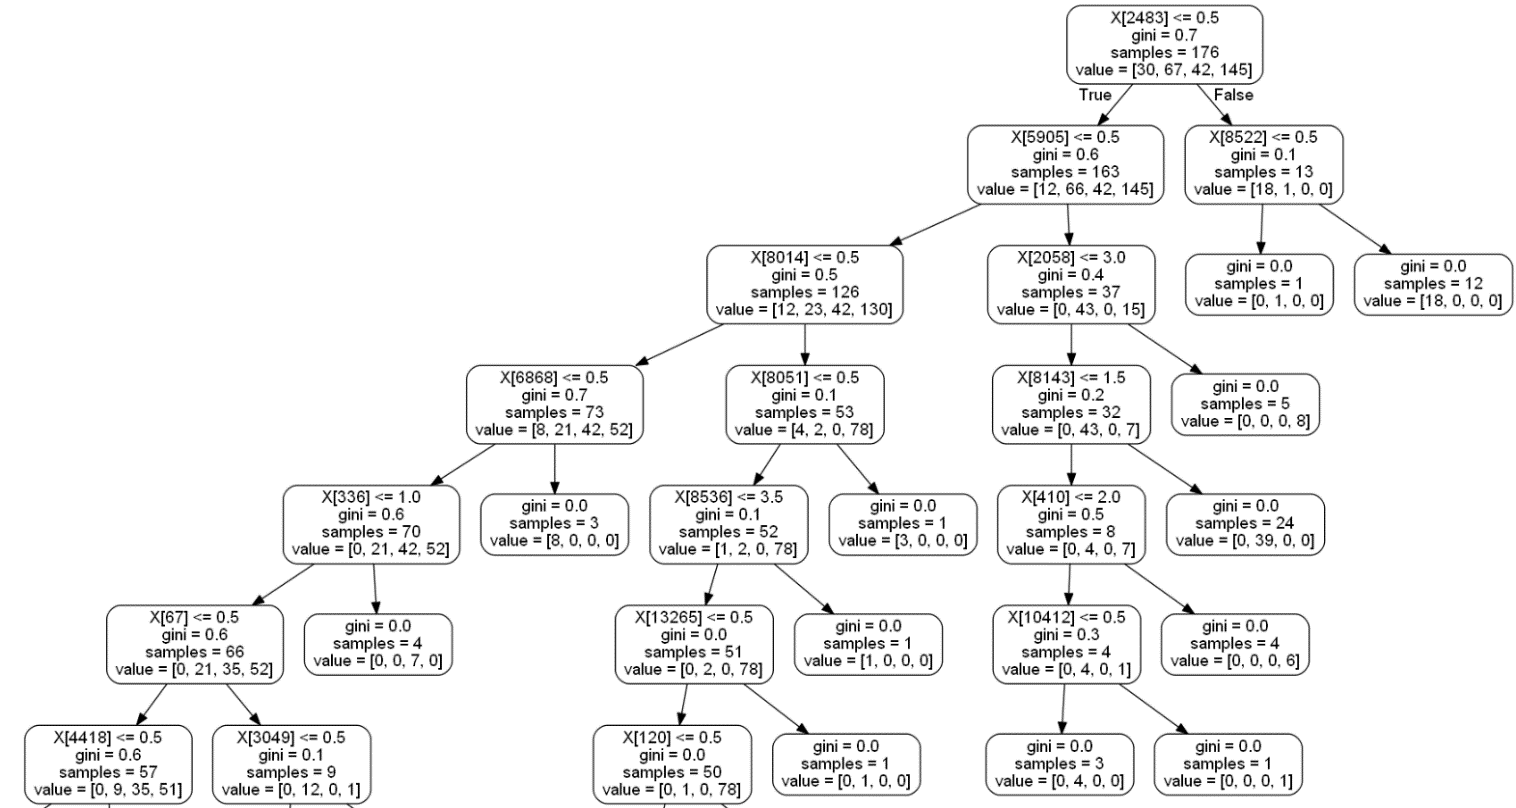 X[2483] <= 0.5
gini = 0.7
samples = 176
value = [30, 67, 42, 145]
True
False
X[5905] <= 0.5
gini = 0.6
samples = 163
value = [12, 66, 42, 145]
X[8522] <= 0.5
gini = 0.1
samples = 13
value = [18, 1, 0, 0]
X[8014] <= 0.5
gini = 0.5
samples = 126
value = [12, 23, 42, 130]
X[2058] <= 3.0
gini = 0.4
samples = 37
value = [0, 43, 0, 15]
gini = 0.0
samples = 1
value = [0, 1, 0, 0]
gini = 0.0
samples = 12
value = [18, 0, 0, 0]
X[6868] <= 0.5
gini = 0.7
samples = 73
value = [8, 21, 42, 52]
X[8051] <= 0.5
gini = 0.1
samples = 53
value = [4, 2, 0, 78]
X[8143] <= 1.5
gini = 0.2
samples = 32
value = [0, 43, 0, 7]
gini = 0.0
samples = 5
value = [0, 0, 0, 8]
X[336] <= 1.0
gini = 0.6
samples = 70
value = [0, 21, 42, 52]
gini = 0.0
samples = 3
value = [8, 0, 0, 0]
X[8536] <= 3.5
gini = 0.1
samples = 52
value = [1, 2, 0, 78]
gini = 0.0
samples = 1
value = [3, 0, 0, 0]
X[410] <= 2.0
gini = 0.5
samples = 8
value = [0, 4, 0, 7]
gini = 0.0
samples = 24
value = [0, 39, 0, 0]
X[67] <= 0.5
gini = 0.6
samples = 66
value = [0, 21, 35, 52]
gini = 0.0
samples = 4
value = [0, 0, 7, 0]
X[13265] <= 0.5
gini = 0.0
samples = 51
value = [0, 2, 0, 78]
gini = 0.0
samples = 1
value = [1, 0, 0, 0]
X[10412] <= 0.5
gini = 0.3
samples = 4
value = [0, 4, 0, 1]
gini = 0.0
samples = 4
value = [0, 0, 0, 6]
X[4418] <= 0.5
gini = 0.6
samples = 57
value = [0, 9, 35, 51]
X[3049] <= 0.5
gini = 0.1
samples = 9
value = [0, 12, 0, 1]
X[120] <= 0.5
gini = 0.0
samples = 50
value = [0, 1, 0, 78]
gini = 0.0
samples = 1
value = [0, 1, 0, 0]
gini = 0.0
samples = 3
value = [0, 4, 0, 0]
gini = 0.0
samples = 1
value = [0, 0, 0, 1]